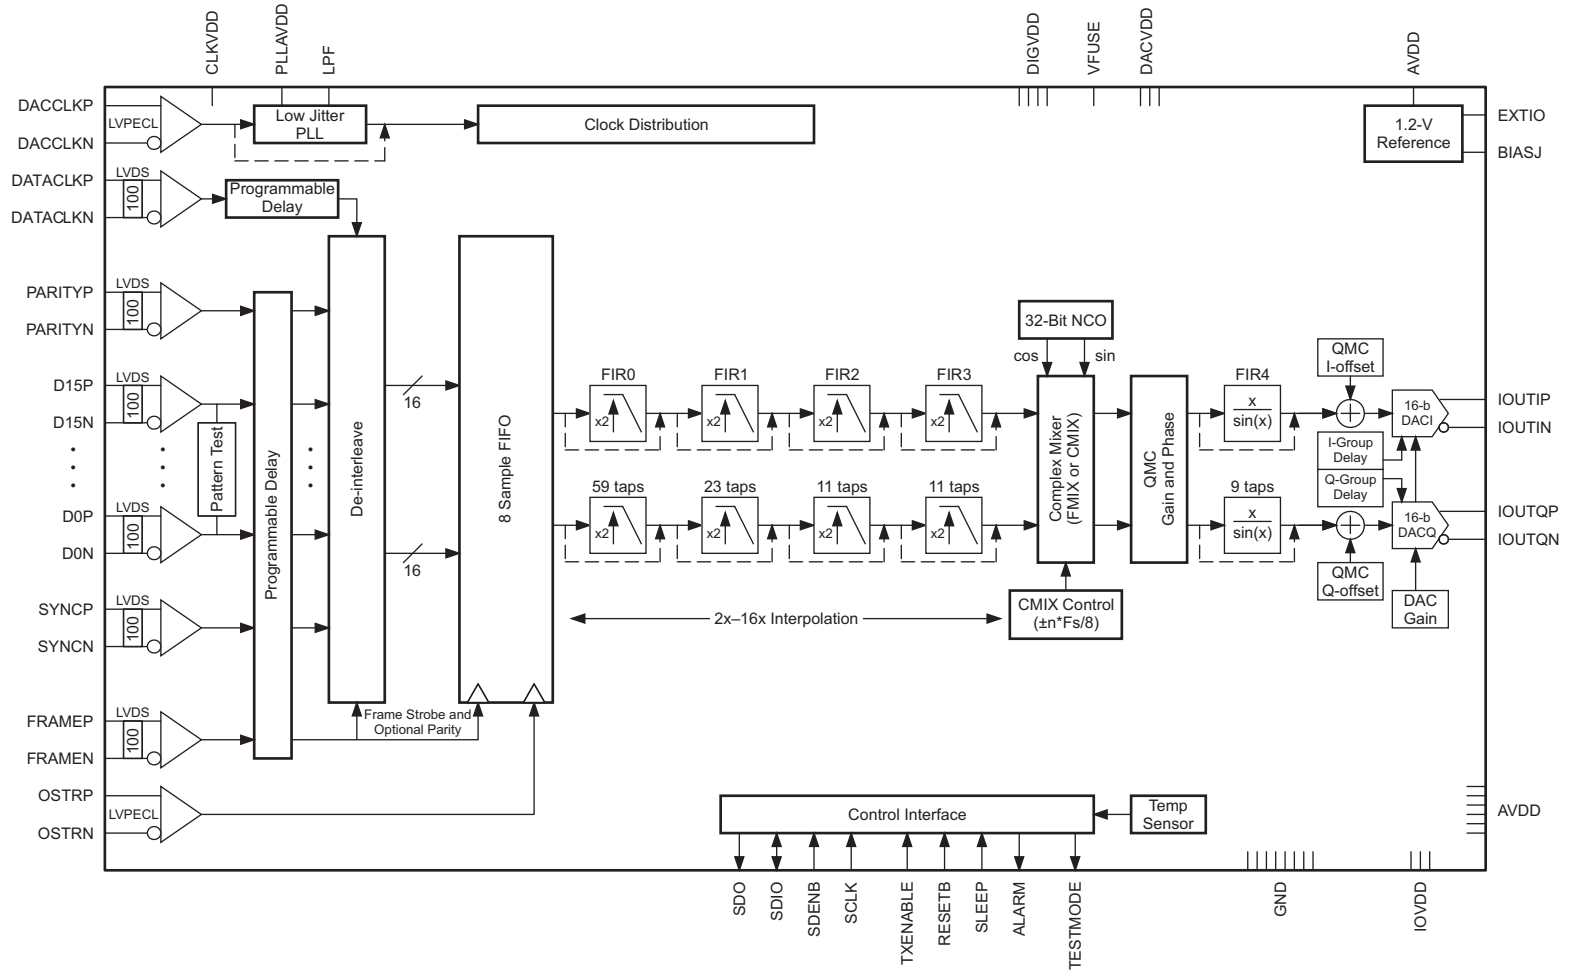 CLKVDD
PLLAVDD
LPF
DIGVDD
VFUSE
DACVDD
AVDD
DACCLKP
DACCLKN
LVPECL
Low Jitter
PLL
Clock Distribution
1.2-V
Reference
EXTIO
BIASJ
DATACLKP
DATACLKN
LVDS
100
Programmable
Delay
PARITYP
PARITYN
LVDS
100
D15P
D15N
LVDS
100
Pattern Test
D0P
D0N
LVDS
100
SYNCP
SYNCN
LVDS
100
FRAMEP
FRAMEN
LVDS
100
OSTRP
OSTRN
LVPECL
Programmable Delay
De-interleave
16
16
Frame Strobe and
Optional Parity
8 Sample FIFO
FIR0
x2
FIR1
x2
FIR2
x2
FIR3
x2
59 taps
x2
23 taps
x2
11 taps
x2
11 taps
x2
2x–16x Interpolation
32-Bit NCO
cos
sin
Complex Mixer
(FMIX or CMIX)
CMIX Control
(±n*Fs/8)
QMC
Gain and Phase
FIR4
x
sin(x)
9 taps
x
sin(x)
QMC
I-offset
16-b
DACI
I-Group
Delay
Q-Group
Delay
16-b
DACQ
QMC
Q-offset
DAC
Gain
IOUTIP
IOUTIN
IOUTQP
IOUTQN
Control Interface
Temp
Sensor
AVDD
SDO
SDIO
SDENB
SCLK
TXENABLE
RESETB
SLEEP
ALARM
TESTMODE
GND
IOVDD